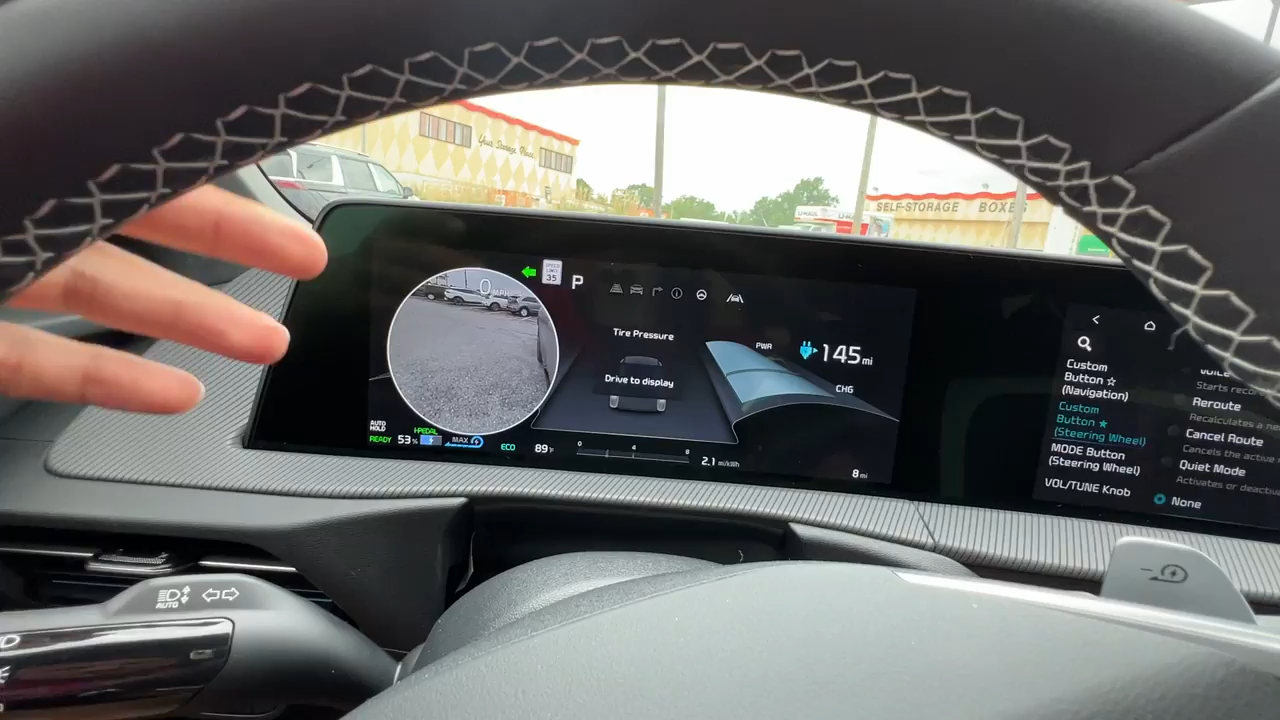 Your Storage Place
SELF-STORAGE BOXES
U-HAUL
SPEED
LIMIT
35
P
0 MPH
Tire Pressure
Drive to display
PWR
145 mi
CHG
AUTO
HOLD
READY
53 %
i-PEDAL
MAX
ECO
89°F
0 4 8
2.1 mi/kWh
8 mi
Custom
Button ☆
(Navigation)
Custom
Button ★
(Steering Wheel)
MODE Button
(Steering Wheel)
VOL/TUNE Knob
Starts
Reroute
Recalculates a
Cancel Route
Cancels the active
Quiet Mode
Activates or
None
AUTO